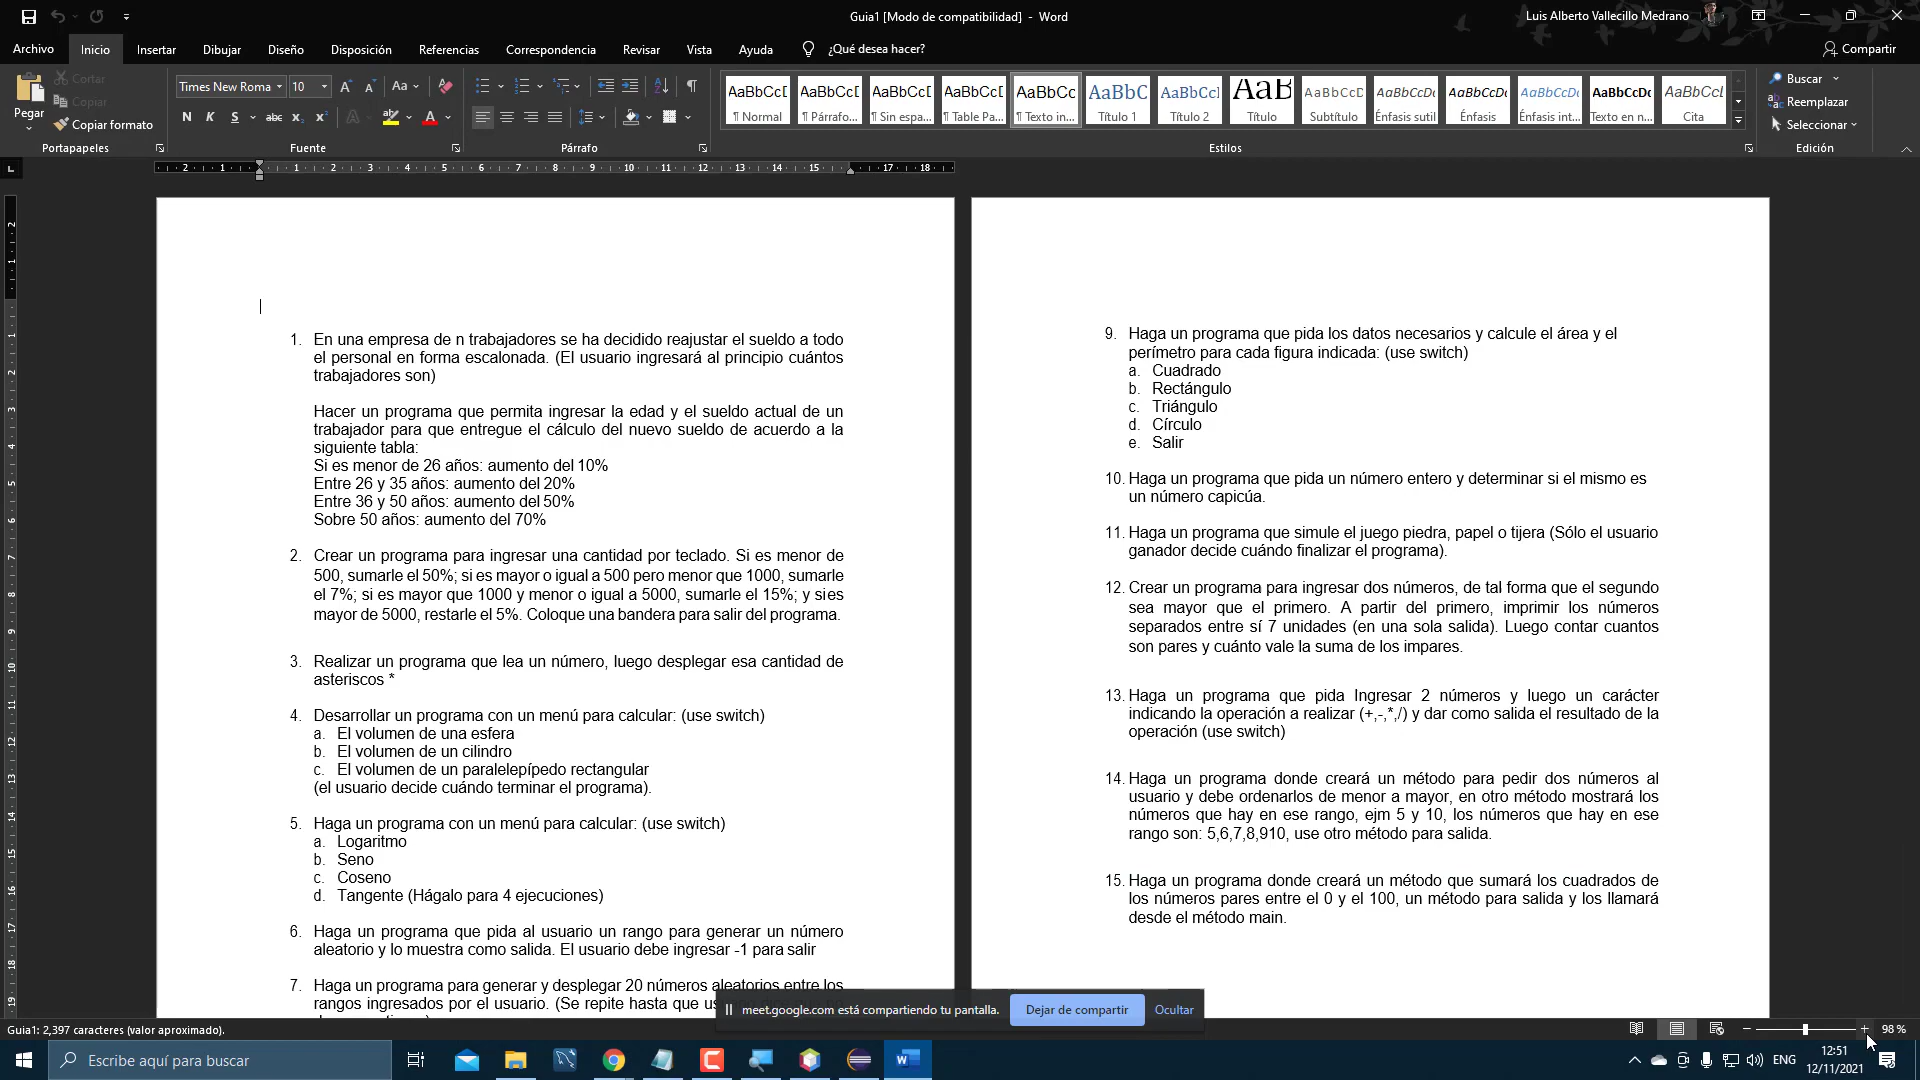 Guia1 [Modo de compatibilidad] - Word
Luis Alberto Vallecillo Medrano
Archivo Inicio Insertar Dibujar Diseño Disposición Referencias Correspondencia Revisar Vista Ayuda ¿Qué desea hacer? Compartir
Pegar
Cortar
Copiar
Copiar formato
Portapapeles
Times New Roma 10
Fuente
Párrafo
AaBbCcD ¶ Normal
AaBbCcD ¶ Párrafo...
AaBbCcD ¶ Sin espa...
AaBbCcD ¶ Table Pa...
AaBbCc ¶ Texto in...
AaBbC Título 1
AaBbCc Título 2
AaB Título
AaBbCcD Subtítulo
AaBbCcDc Énfasis sutil
AaBbCcDc Énfasis
AaBbCcDc Énfasis int...
AaBbCcDc Texto en n...
AaBbCcL Cita
Estilos
Buscar
Reemplazar
Seleccionar
Edición
1. En una empresa de n trabajadores se ha decidido reajustar el sueldo a todo
el personal en forma escalonada. (El usuario ingresará al principio cuántos
trabajadores son)
Hacer un programa que permita ingresar la edad y el sueldo actual de un
trabajador para que entregue el cálculo del nuevo sueldo de acuerdo a la
siguiente tabla:
Si es menor de 26 años: aumento del 10%
Entre 26 y 35 años: aumento del 20%
Entre 36 y 50 años: aumento del 50%
Sobre 50 años: aumento del 70%
2. Crear un programa para ingresar una cantidad por teclado. Si es menor de
500, sumarle el 50%; si es mayor o igual a 500 pero menor que 1000, sumarle
el 7%; si es mayor que 1000 y menor o igual a 5000, sumarle el 15%; y si es
mayor de 5000, restarle el 5%. Coloque una bandera para salir del programa.
3. Realizar un programa que lea un número, luego desplegar esa cantidad de
asteriscos *
4. Desarrollar un programa con un menú para calcular: (use switch)
a. El volumen de una esfera
b. El volumen de un cilindro
c. El volumen de un paralelepípedo rectangular
(el usuario decide cuándo terminar el programa).
5. Haga un programa con un menú para calcular: (use switch)
a. Logaritmo
b. Seno
c. Coseno
d. Tangente (Hágalo para 4 ejecuciones)
6. Haga un programa que pida al usuario un rango para generar un número
aleatorio y lo muestra como salida. El usuario debe ingresar -1 para salir
7. Haga un programa para generar y desplegar 20 números aleatorios entre los
rangos ingresados por el usuario. (Se repite hasta que
9. Haga un programa que pida los datos necesarios y calcule el área y el
perímetro para cada figura indicada: (use switch)
a. Cuadrado
b. Rectángulo
c. Triángulo
d. Círculo
e. Salir
10. Haga un programa que pida un número entero y determinar si el mismo es
un número capicúa.
11. Haga un programa que simule el juego piedra, papel o tijera (Sólo el usuario
ganador decide cuándo finalizar el programa).
12. Crear un programa para ingresar dos números, de tal forma que el segundo
sea mayor que el primero. A partir del primero, imprimir los números
separados entre sí 7 unidades (en una sola salida). Luego contar cuantos
son pares y cuánto vale la suma de los impares.
13. Haga un programa que pida Ingresar 2 números y luego un carácter
indicando la operación a realizar (+,-,*,/) y dar como salida el resultado de la
operación (use switch)
14. Haga un programa donde creará un método para pedir dos números al
usuario y debe ordenarlos de menor a mayor, en otro método mostrará los
números que hay en ese rango, ejm 5 y 10, los números que hay en ese
rango son: 5,6,7,8,910, use otro método para salida.
15. Haga un programa donde creará un método que sumará los cuadrados de
los números pares entre el 0 y el 100, un método para salida y los llamará
desde el método main.
meet.google.com está compartiendo tu pantalla. Dejar de compartir Ocultar
Guia1: 2,397 caracteres (valor aproximado).
98 %
Escribe aquí para buscar
ENG
12:51
12/11/2021